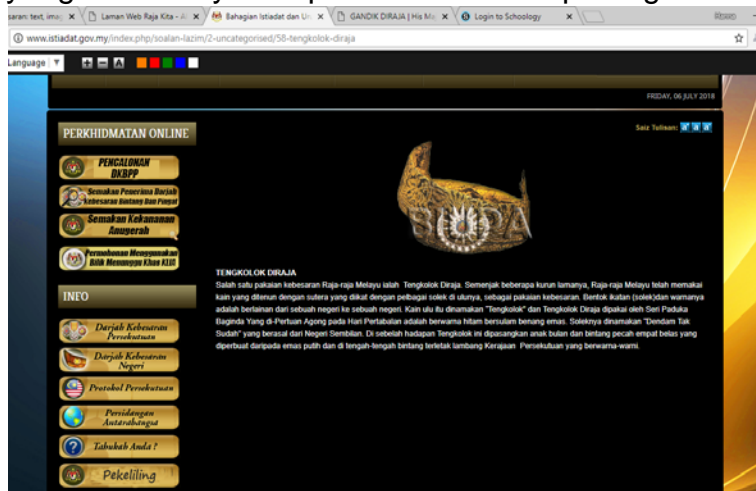 saran: text, imag
Laman Web Raja Kita - A
Bahagian Istiadat dan Ur
GANDIK DIRAJA | His Ma
Login to Schoology
www.istiadat.gov.my/index.php/soalan-lazim/2-uncategorised/58-tengkolok-diraja
Language
A
FRIDAY, 06 JULY 2018
PERKHIDMATAN ONLINE
Saiz Tulisan: a a a
PENCALONAN
DKBPP
Semakan Penerima Darjah
Kebesaran Bintang Dan Pingat
Semakan Kekananan
Anugerah
Permohonan Menggunakan
Bilik Menunggu Khas KLIA
BIUPA
TENGKOLOK DIRAJA
Salah satu pakaian kebesaran Raja-raja Melayu ialah Tengkolok Diraja. Semenjak beberapa kurun lamanya, Raja-raja Melayu telah memakai
kain yang ditenun dengan sutera yang diikat dengan pelbagai solek di ulunya, sebagai pakaian kebesaran. Bentok ikatan (solek)dan warnanya
adalah berlainan dari sebuah negeri ke sebuah negeri. Kain ulu itu dinamakan "Tengkolok" dan Tengkolok Diraja dipakai oleh Seri Paduka
Baginda Yang di-Pertuan Agong pada Hari Pertabalan adalah berwarna hitam bersulam benang emas. Soleknya dinamakan "Dendam Tak
Sudah" yang berasal dari Negeri Sembilan. Di sebelah hadapan Tengkolok ini dipasangkan anak bulan dan bintang pecah empat belas yang
diperbuat daripada emas putih dan di tengah-tengah bintang terletak lambang Kerajaan Persekutuan yang berwarna-warni.
INFO
Darjah Kebesaran
Persekutuan
Darjah Kebesaran
Negeri
Protokol Persekutuan
Persidangan
Antarabangsa
Tahukah Anda ?
Pekeliling